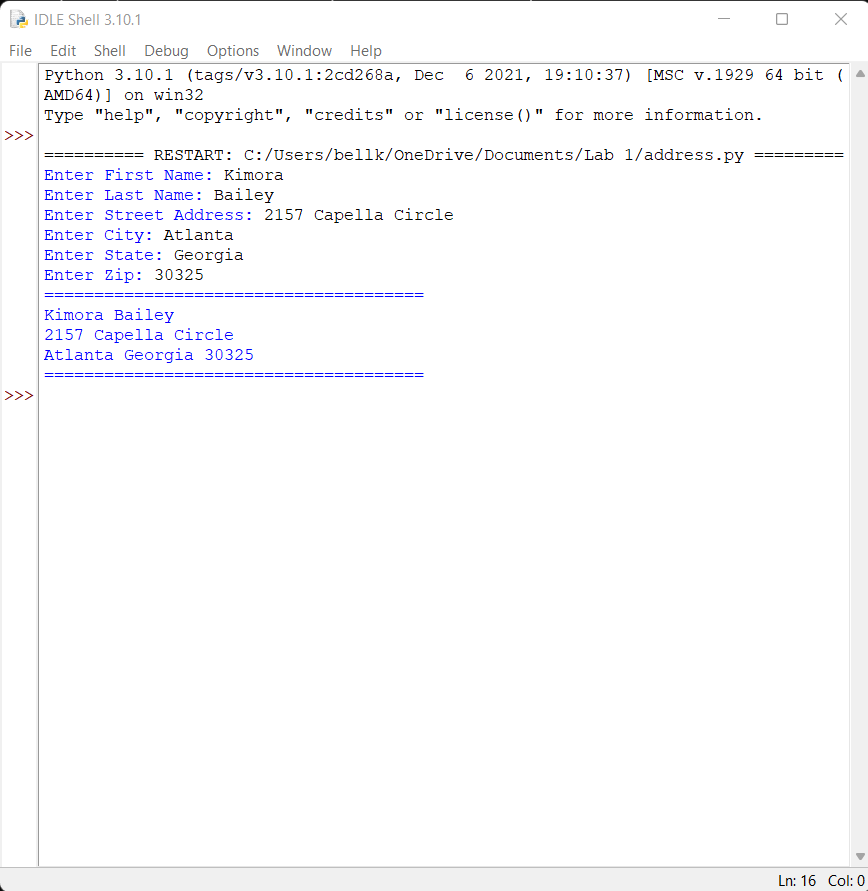 IDLE Shell 3.10.1
File Edit Shell Debug Options Window Help
Python 3.10.1 (tags/v3.10.1:2cd268a, Dec  6 2021, 19:10:37) [MSC v.1929 64 bit (
AMD64)] on win32
Type "help", "copyright", "credits" or "license()" for more information.
>>>
========== RESTART: C:/Users/bellk/OneDrive/Documents/Lab 1/address.py =========
Enter First Name: Kimora
Enter Last Name: Bailey
Enter Street Address: 2157 Capella Circle
Enter City: Atlanta
Enter State: Georgia
Enter Zip: 30325
======================================
Kimora Bailey
2157 Capella Circle
Atlanta Georgia 30325
======================================
>>>
Ln: 16 Col: 0